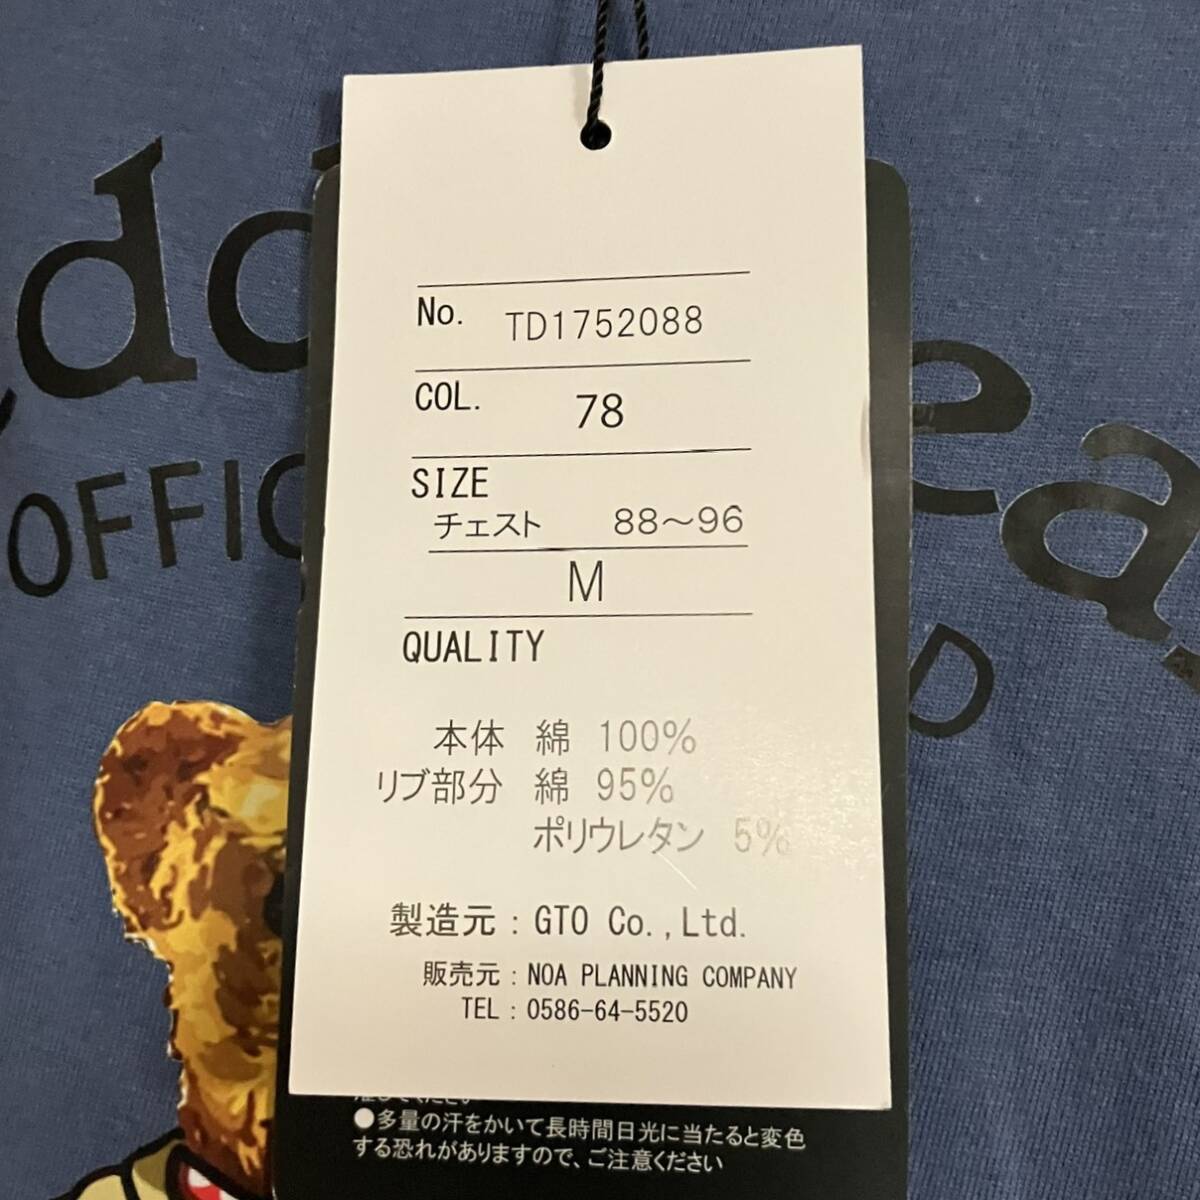 No. TD1752088
COL. 78
SIZE
チェスト 88～96
M
QUALITY
本体 綿 100%
リブ部分 綿 95%
ポリウレタン 5%
製造元：GTO Co.,Ltd.
販売元：NOA PLANNING COMPANY
TEL：0586-64-5520
●多量の汗をかいて長時間日光に当たると変色
する恐れがありますので、ご注意ください